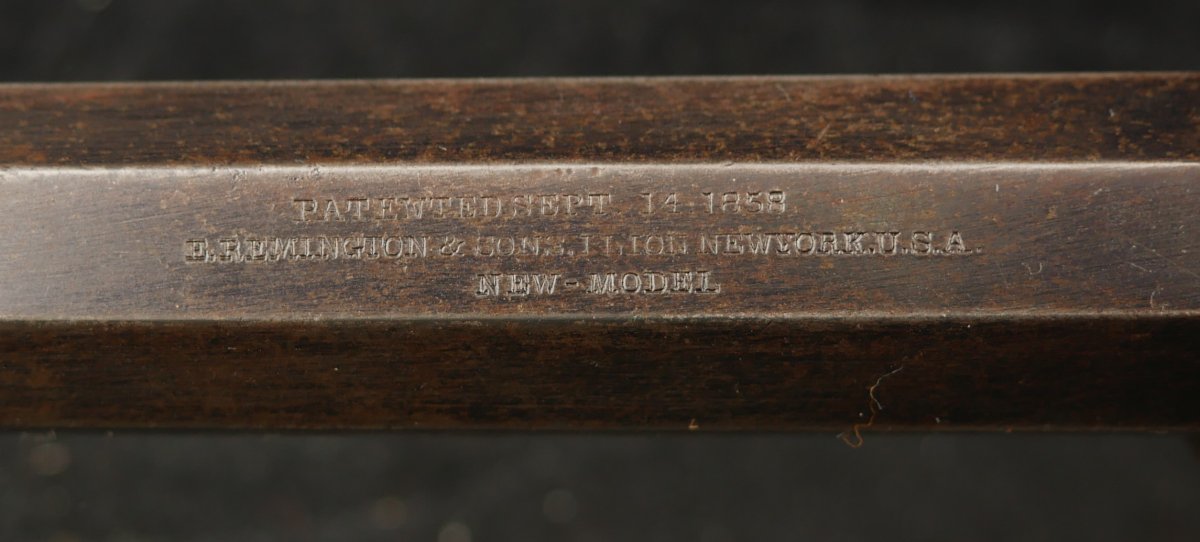 PATENTED SEPT. 14. 1858
E. REMINGTON & SONS. ILION NEW YORK. U.S.A.
NEW-MODEL